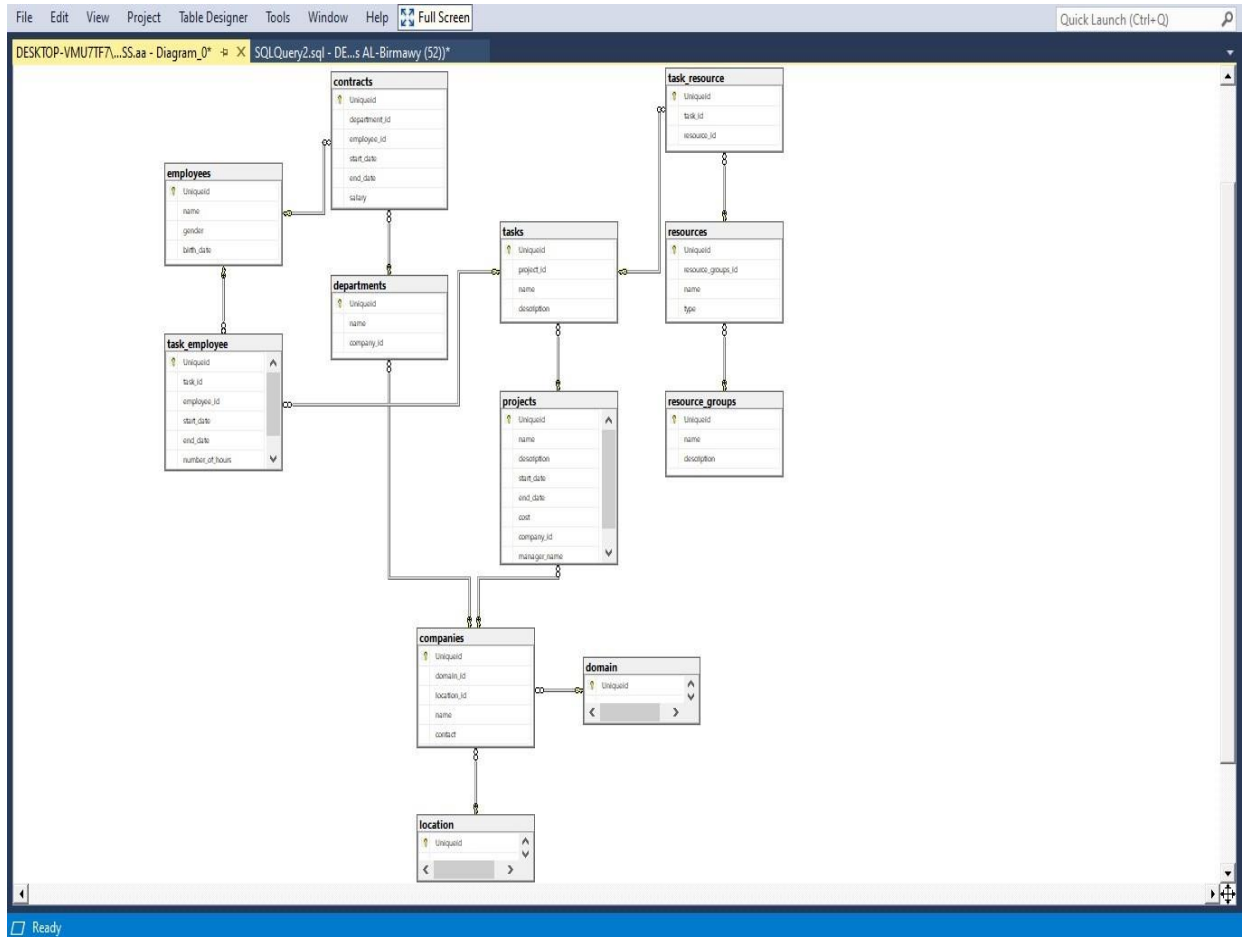 File Edit View Project Table Designer Tools Window Help Full Screen
Quick Launch (Ctrl+Q)
DESKTOP-VMU7TF7\...SS.aa - Diagram_0* SQLQuery2.sql - DE...s AL-Birmawy (52))*
contracts
Uniqueid
department_id
employee_id
start_date
end_date
salary
task_resource
Uniqueid
task_id
resource_id
employees
Uniqueid
name
gender
birth_date
tasks
Uniqueid
project_id
name
description
resources
Uniqueid
resource_groups_id
name
type
departments
Uniqueid
name
company_id
task_employee
Uniqueid
task_id
employee_id
start_date
end_date
number_of_hours
projects
Uniqueid
name
description
start_date
end_date
cost
company_id
manager_name
resource_groups
Uniqueid
name
description
companies
Uniqueid
domain_id
location_id
name
contact
domain
Uniqueid
location
Uniqueid
Ready